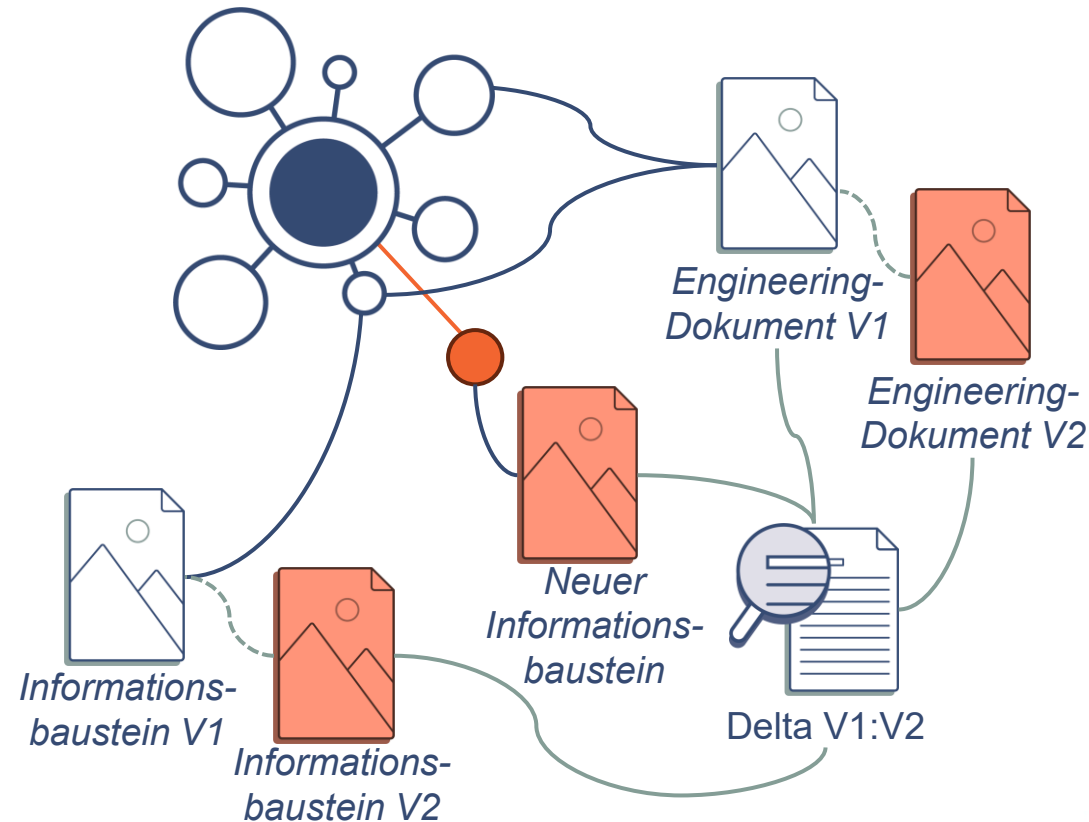 Engineering-
Dokument V1
Engineering-
Dokument V2
Neuer
Informations-
baustein
Informations-
baustein V1
Delta V1:V2
Informations-
baustein V2